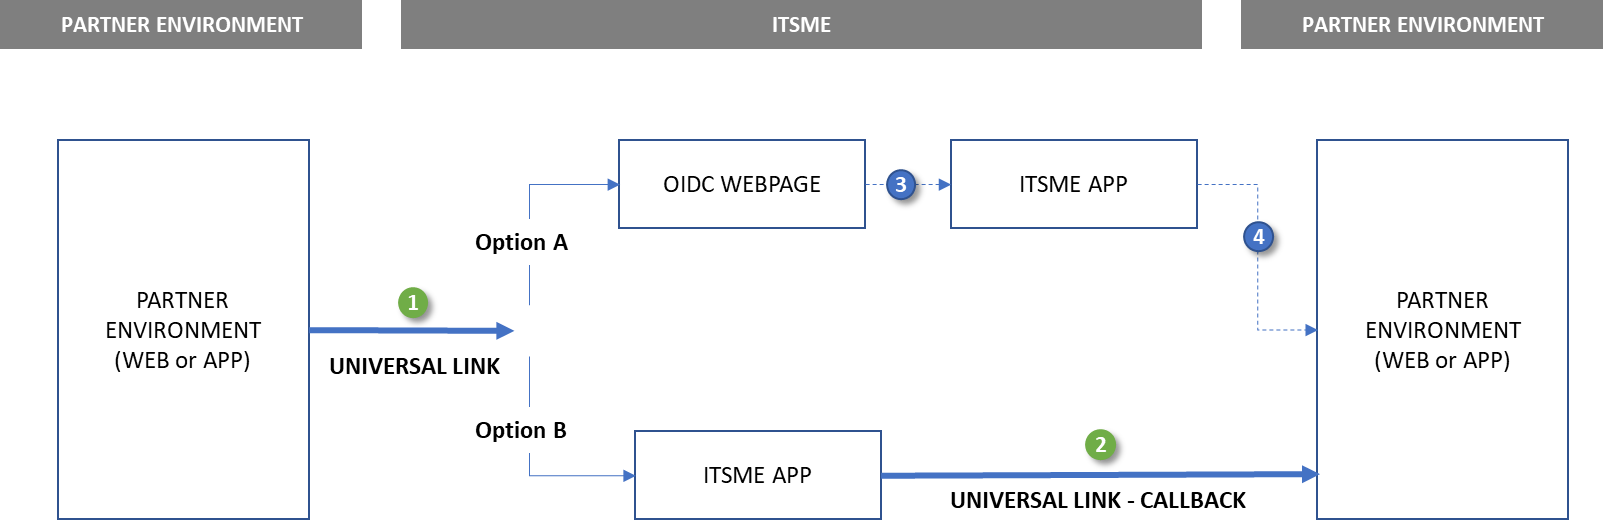 PARTNER ENVIRONMENT
ITSME
PARTNER ENVIRONMENT
OIDC WEBPAGE
3
ITSME APP
4
Option A
PARTNER
ENVIRONMENT
(WEB or APP)
1
UNIVERSAL LINK
PARTNER
ENVIRONMENT
(WEB or APP)
Option B
ITSME APP
2
UNIVERSAL LINK - CALLBACK